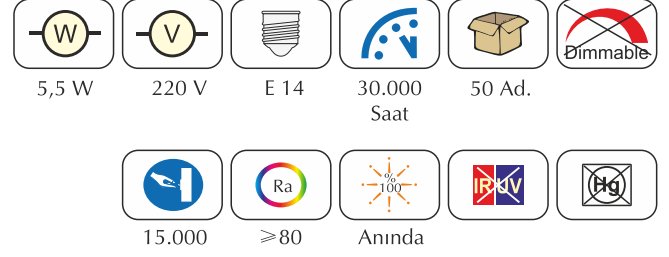 W
V
Dimmable
5,5 W
220 V
E 14
30.000
Saat
50 Ad.
Ra
%
100
IR UV
Hg
15.000
⩾80
Anında